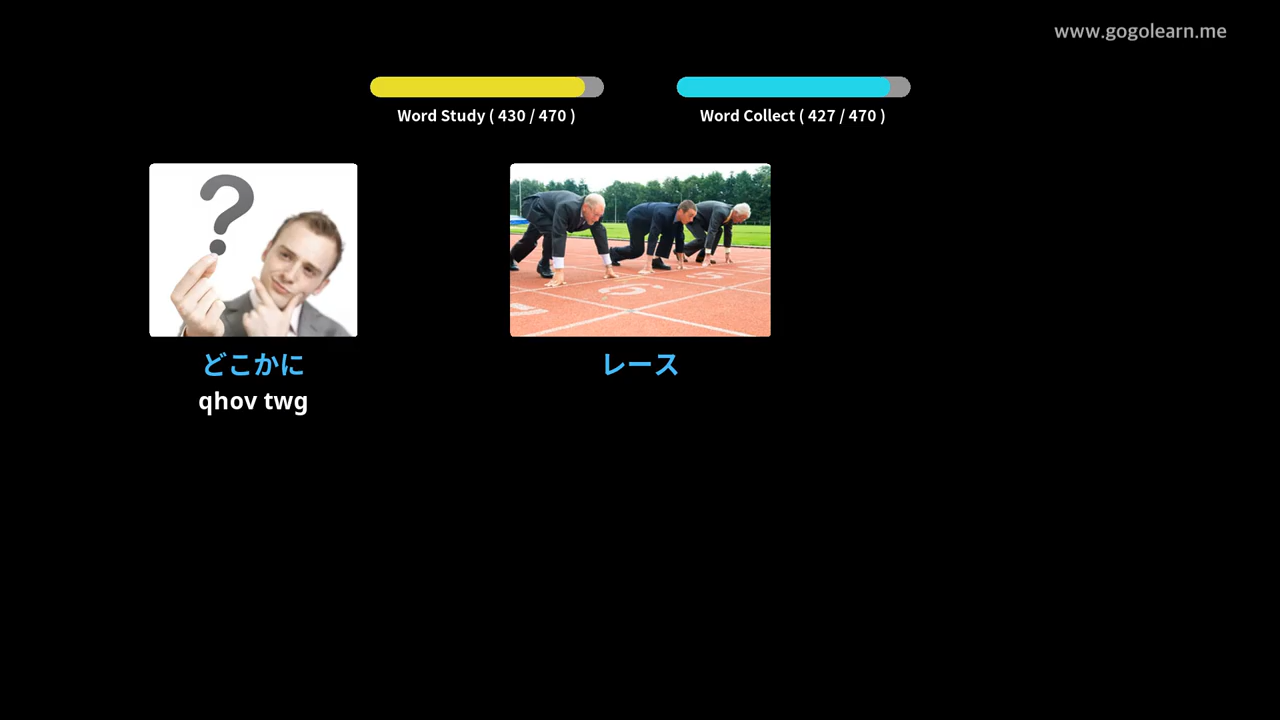 www.gogolearn.me
Word Study ( 430 / 470 )
Word Collect ( 427 / 470 )
どこかに
qhov twg
レース